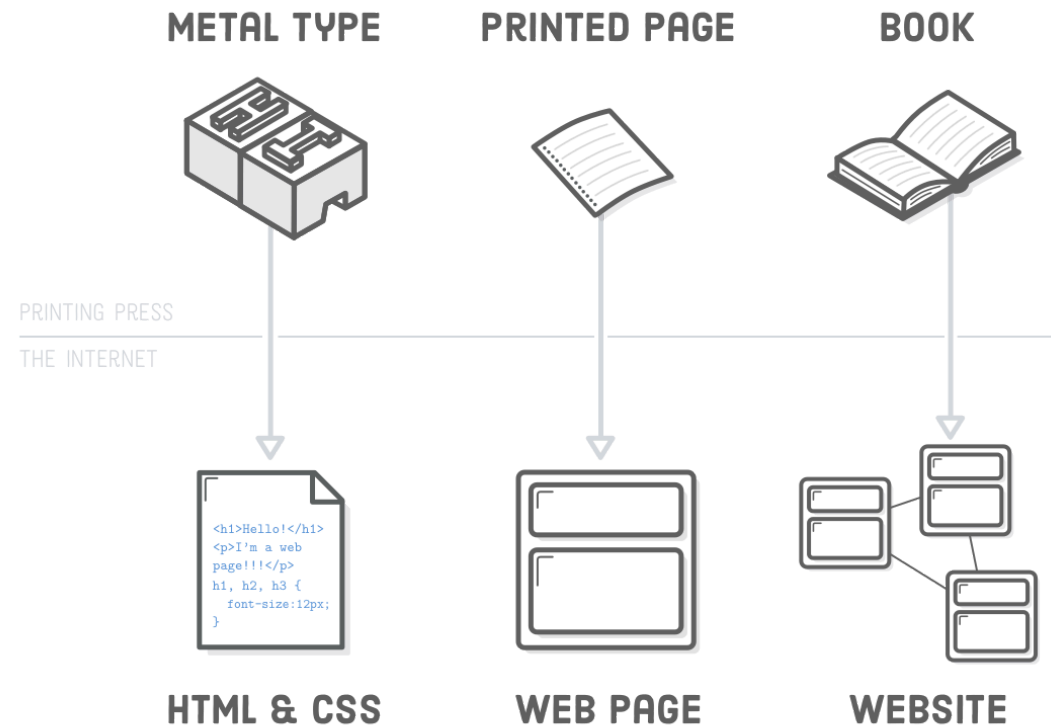 METAL TYPE
PRINTED PAGE
BOOK
PRINTING PRESS
THE INTERNET
<h1>Hello!</h1>
<p>I'm a web
page!!!</p>
h1, h2, h3 {
font-size:12px;
}
HTML & CSS
WEB PAGE
WEBSITE